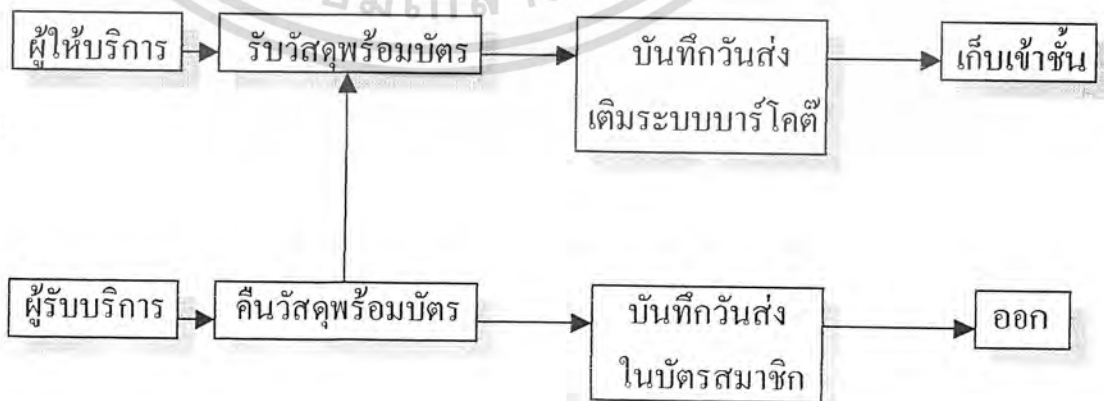 ผู้ให้บริการ
รับวัสดุพร้อมบัตร
บันทึกวันส่ง
เติมระบบบาร์โคต๊
เก็บเข้าชั้น
ผู้รับบริการ
คืนวัสดุพร้อมบัตร
บันทึกวันส่ง
ในบัตรสมาชิก
ออก